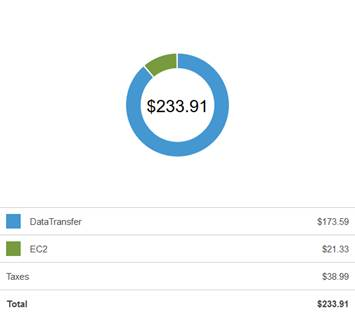 $233.91
DataTransfer $173.59
EC2 $21.33
Taxes $38.99
Total $233.91